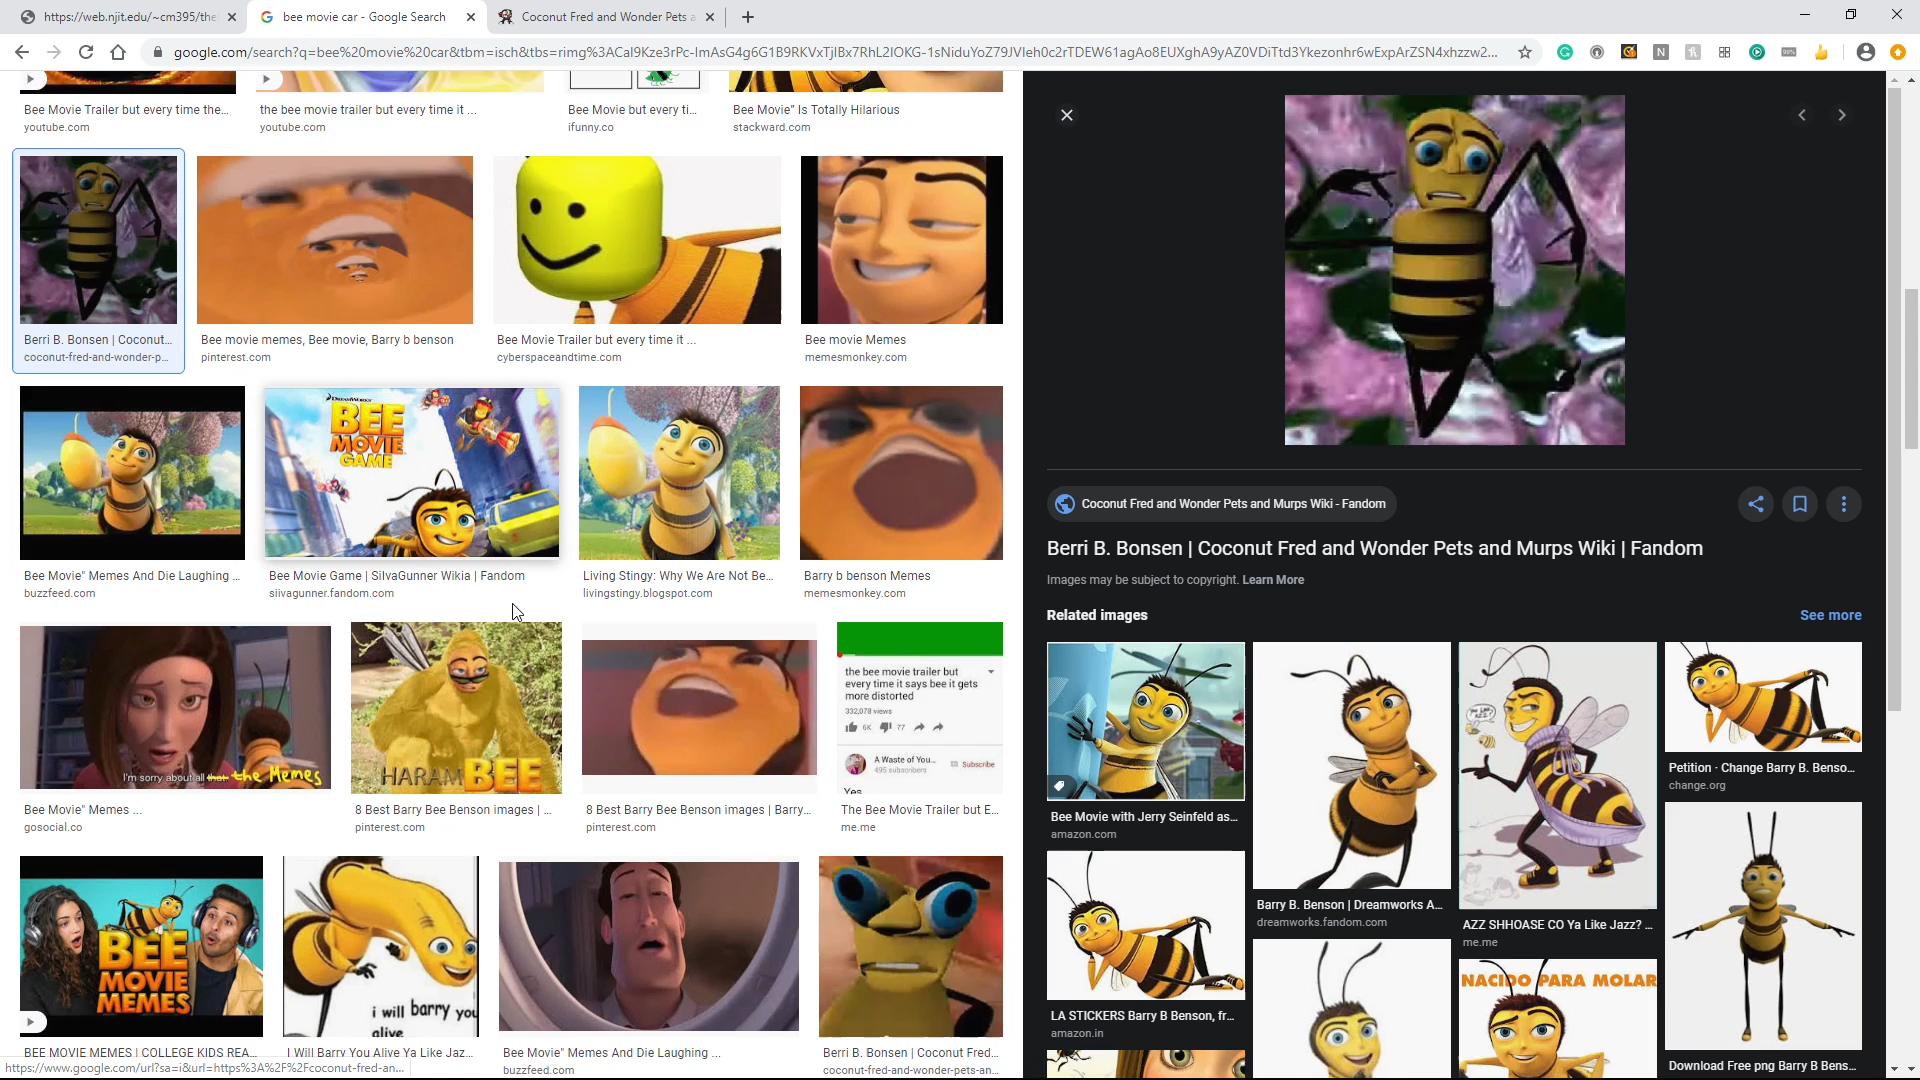 https://web.njit.edu/~cm395/the
bee movie car - Google Search
Coconut Fred and Wonder Pets a
google.com/search?q=bee%20movie%20car&tbm=isch&tbs=rimg%3ACaI9Kze3rPc-ImAsG4g6G1B9RKVxTjlBx7RhL2IOKG-1sNiduYoZ79JVIeh0c2rTDEW61agAo8EUXghA9yAZ0VDiTtd3Ykezonhr6wExpArZSN4xhzzw2...
Bee Movie Trailer but every time the...
youtube.com
the bee movie trailer but every time it ...
youtube.com
Bee Movie but every ti...
ifunny.co
Bee Movie" Is Totally Hilarious
stackward.com
Berri B. Bonsen | Coconut...
coconut-fred-and-wonder-p...
Bee movie memes, Bee movie, Barry b benson
pinterest.com
Bee Movie Trailer but every time it ...
cyberspaceandtime.com
Bee movie Memes
memesmonkey.com
DREAMWORKS
BEE
MOVIE
GAME
Bee Movie" Memes And Die Laughing ...
buzzfeed.com
Bee Movie Game | SilvaGunner Wikia | Fandom
siivagunner.fandom.com
Living Stingy: Why We Are Not Be...
livingstingy.blogspot.com
Barry b benson Memes
memesmonkey.com
I'm sorry about all that the Memes
HARAMBEE
the bee movie trailer but
every time it says bee it gets
more distorted
332,078 views
6K 77
A Waste of You...
495 subscribers
Subscribe
Yes
Bee Movie" Memes ...
gosocial.co
8 Best Barry Bee Benson images | ...
pinterest.com
8 Best Barry Bee Benson images | Barry...
pinterest.com
The Bee Movie Trailer but E...
me.me
BEE
MOVIE
MEMES
i will barry you
alive
BEE MOVIE MEMES | COLLEGE KIDS REA...
I Will Barry You Alive Ya Like Jaz...
Bee Movie" Memes And Die Laughing ...
buzzfeed.com
Berri B. Bonsen | Coconut Fred...
coconut-fred-and-wonder-pets-an...
https://www.google.com/url?sa=i&url=https%3A%2F%2Fcoconut-fred-an...
Coconut Fred and Wonder Pets and Murps Wiki - Fandom
Berri B. Bonsen | Coconut Fred and Wonder Pets and Murps Wiki | Fandom
Images may be subject to copyright. Learn More
Related images
See more
Bee Movie with Jerry Seinfeld as...
amazon.com
Barry B. Benson | Dreamworks A...
dreamworks.fandom.com
AZZ SHHOASE CO Ya Like Jazz? ...
me.me
Petition · Change Barry B. Benso...
change.org
LA STICKERS Barry B Benson, fr...
amazon.in
NACIDO PARA MOLAR
Download Free png Barry B Bens...